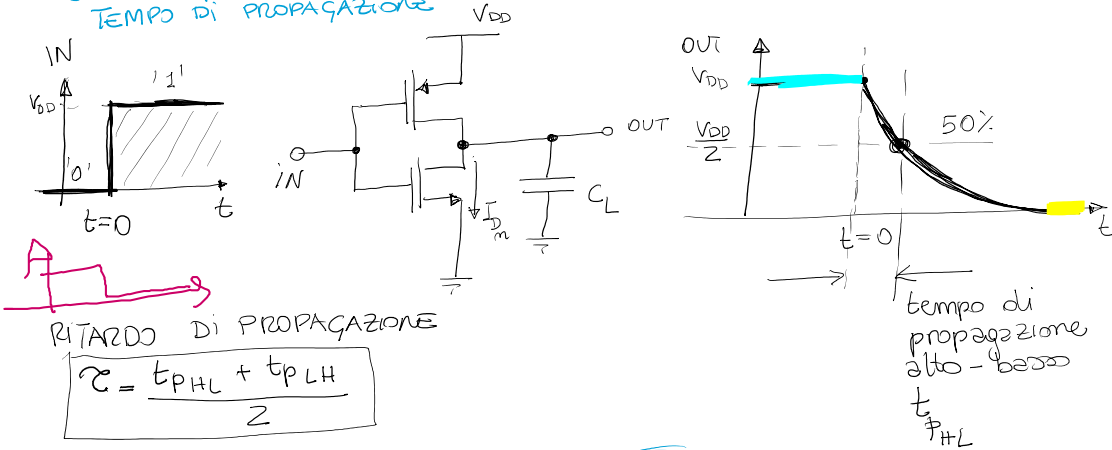 TEMPO Di PROPAGAZIONE
IN
VDD
'1'
'0'
t=0
t
VDD
iN
OUT
CL
IDn
OUT
VDD
VDD/2
50%
t=0
t
tempo di
propagazione
alto-basso
tpHL
RITARDO Di PROPAGAZIONE
τ = (tpHL + tpLH)/2